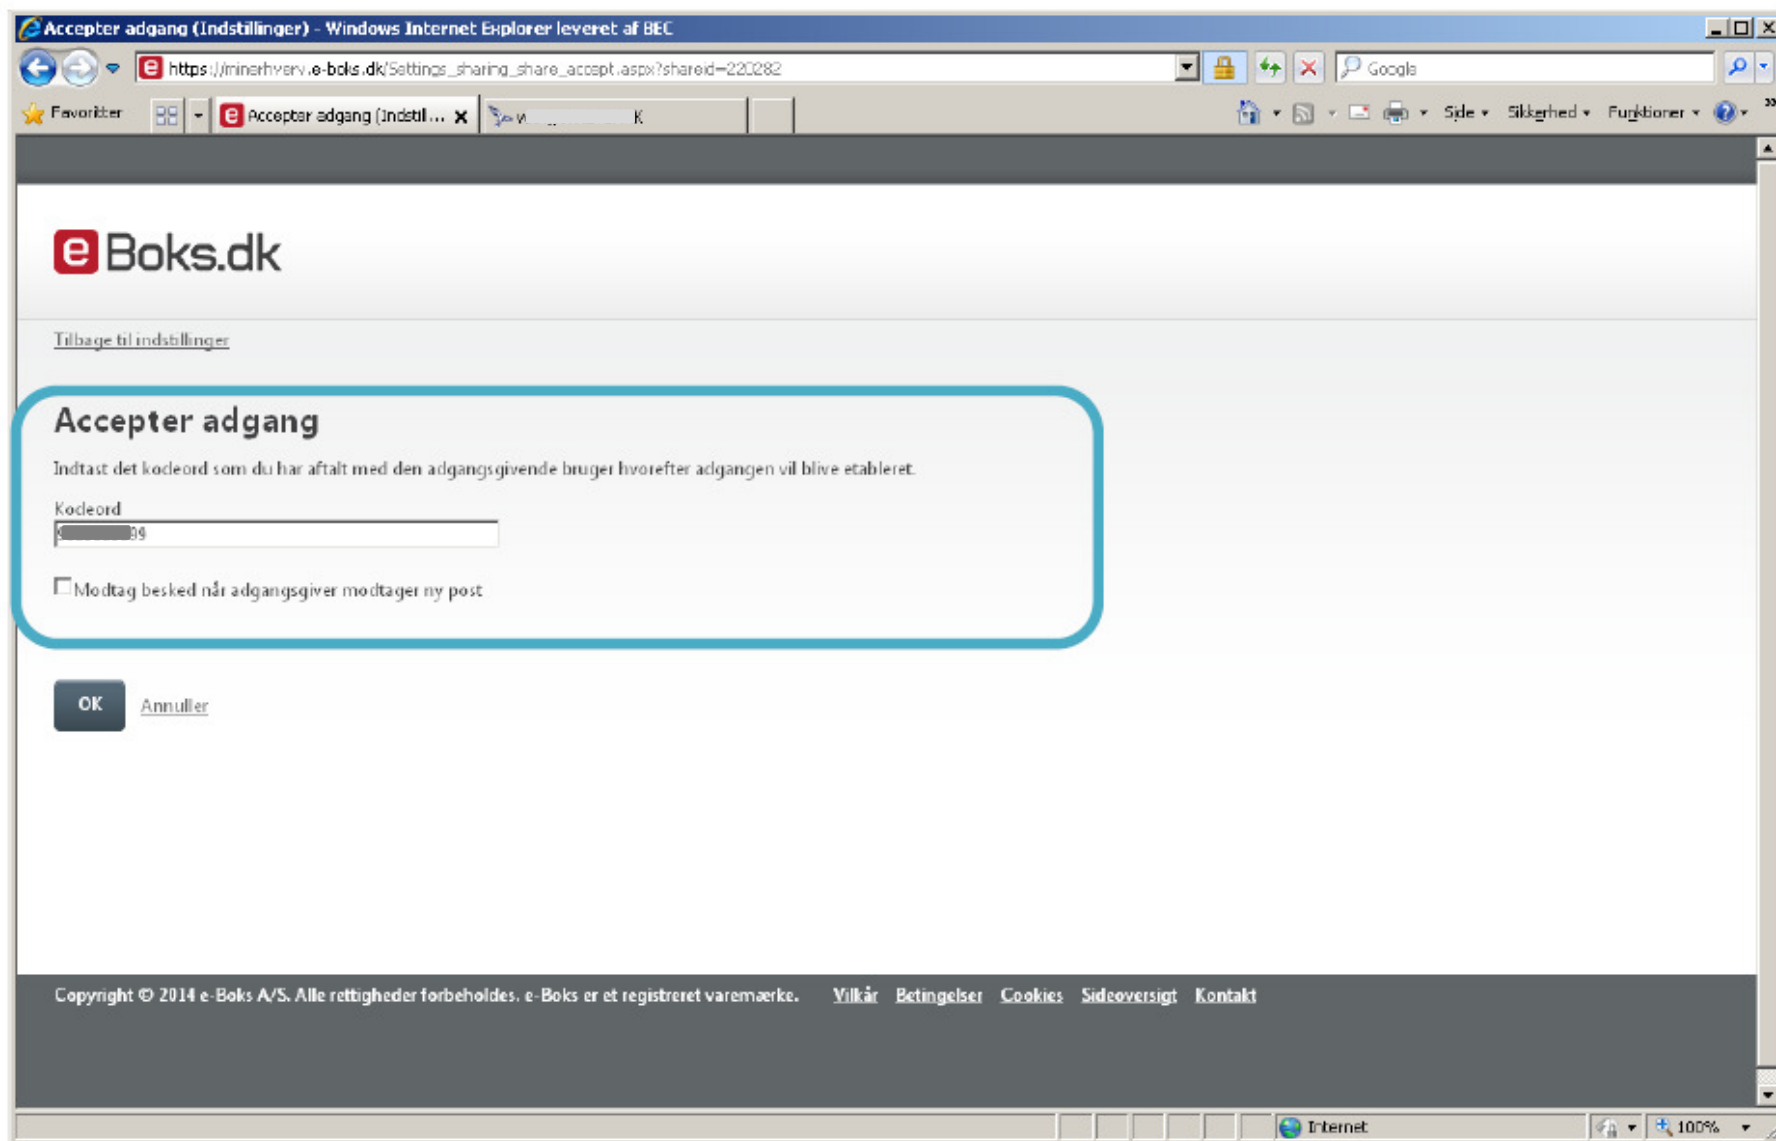 Accepter adgang (Indstillinger) - Windows Internet Explorer leveret af BEC
https://minerhverv.e-boks.dk/Settings_sharing_share_accept.aspx?shareid=220282
Google
Favoritter
Accepter adgang (Indstil...
K
Side
Sikkerhed
Funktioner
e Boks.dk
Tilbage til indstillinger
Accepter adgang
Indtast det kodeord som du har aftalt med den adgangsgivende bruger hvorefter adgangen vil blive etableret.
Kodeord
99
Modtag besked når adgangsgiver modtager ny post
OK Annuller
Copyright © 2014 e-Boks A/S. Alle rettigheder forbeholdes. e-Boks er et registreret varemærke. Vilkår Betingelser Cookies Sideoversigt Kontakt
Internet
100%